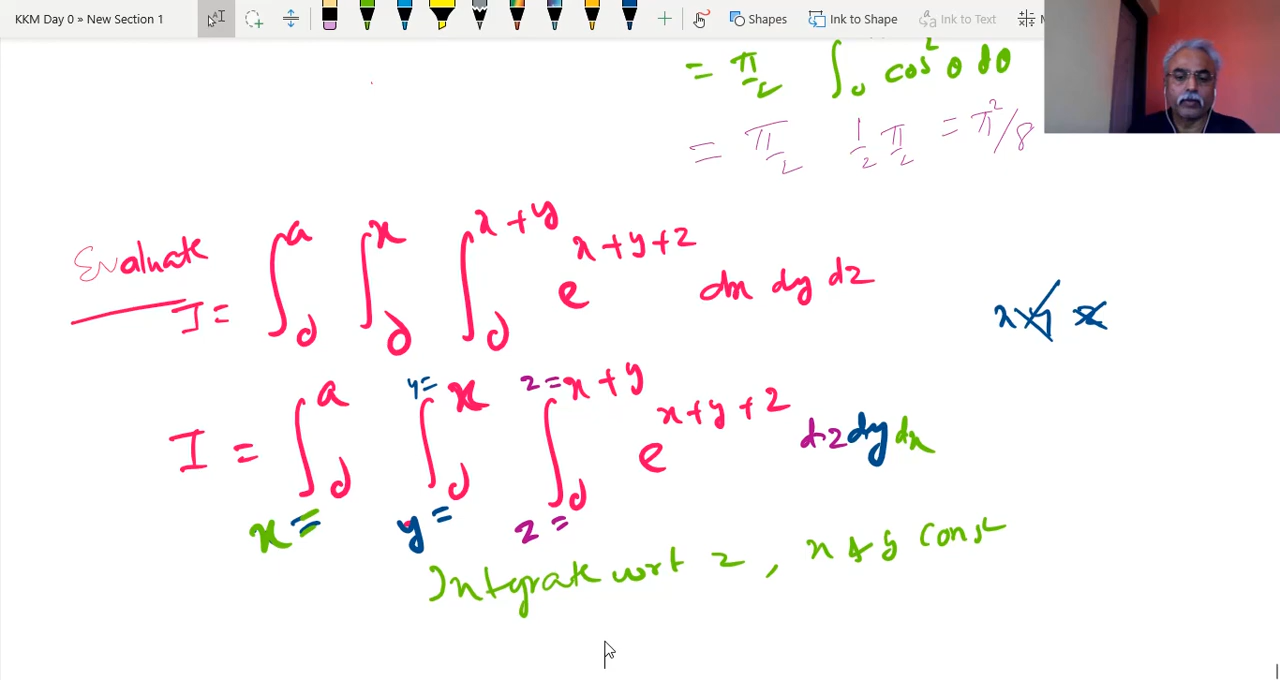 KKM Day 0 » New Section 1
Shapes Ink to Shape Ink to Text
= π/2 ∫₀ cos² θ dθ
= π/2 1/2 π/2 = π²/8
Evaluate
I = ∫₀^a ∫₀^x ∫₀^{x+y} e^{x+y+z} dx dy dz
I = ∫_{x=0}^{a} ∫_{y=0}^{y=x} ∫_{z=0}^{z=x+y} e^{x+y+z} dz dy dx
Integrate wrt z, x & y const